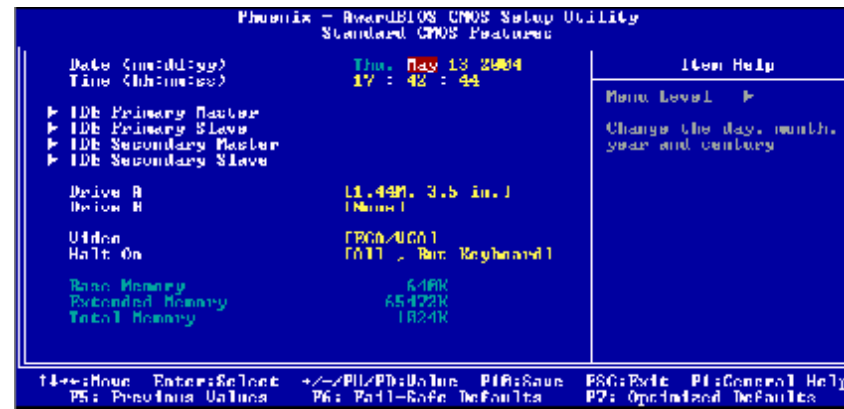 Phoenix - AwardBIOS CMOS Setup Utility
Standard CMOS Features
Date (mm:dd:yy) Thu, May 13 2004
Time (hh:mm:ss) 17 : 42 : 44
▶ IDE Primary Master
▶ IDE Primary Slave
▶ IDE Secondary Master
▶ IDE Secondary Slave
Drive A [1.44M, 3.5 in.]
Drive B [None]
Video [EGA/VGA]
Halt On [All , But Keyboard]
Base Memory 640K
Extended Memory 65472K
Total Memory 1024K
Item Help
Menu Level ▶
Change the day, month,
year and century
↑↓→←:Move Enter:Select +/-/PU/PD:Value F10:Save ESC:Exit F1:General Help
F5: Previous Values F6: Fail-Safe Defaults F7: Optimized Defaults